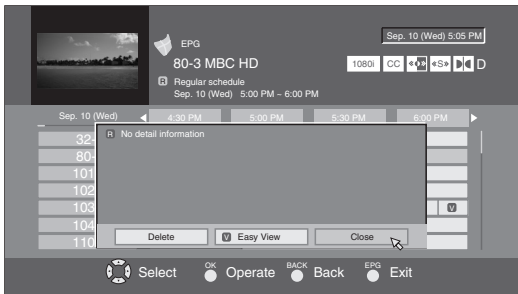 Sep. 10 (Wed) 5:05 PM
EPG
80-3 MBC HD
1080i CC «S» D
R Regular schedule
Sep. 10 (Wed) 5:00 PM ~ 6:00 PM
Sep. 10 (Wed) 4:30 PM 5:00 PM 5:30 PM 6:00 PM
R No detail information
32-
80-
101
102
103 V
104
110
Delete V Easy View Close
Select OK Operate BACK Back EPG Exit